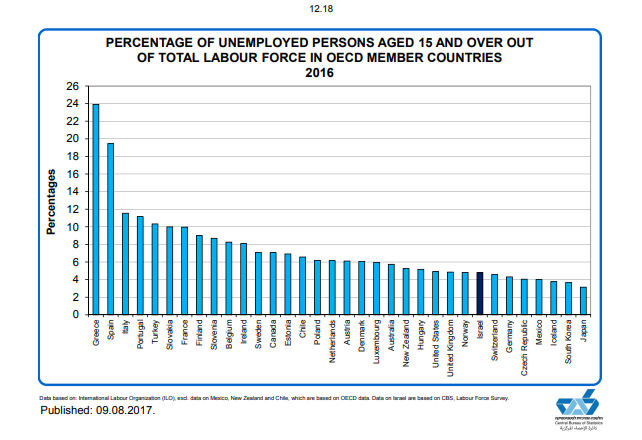 12.18
PERCENTAGE OF UNEMPLOYED PERSONS AGED 15 AND OVER OUT
OF TOTAL LABOUR FORCE IN OECD MEMBER COUNTRIES
2016
Percentages
26
24
22
20
18
16
14
12
10
8
6
4
2
0
Greece
Spain
Italy
Portugal
Turkey
Slovakia
France
Finland
Slovenia
Belgium
Ireland
Sweden
Canada
Estonia
Chile
Poland
Netherlands
Austria
Denmark
Luxembourg
Australia
New Zealand
Hungary
United States
United Kingdom
Norway
Israel
Switzerland
Germany
Czech Republic
Mexico
Iceland
South Korea
Japan
Data based on: International Labour Organization (ILO), excl. data on Mexico, New Zealand and Chile, which are based on OECD data. Data on Israel are based on CBS, Labour Force Survey.
Published: 09.08.2017.
Central Bureau of Statistics